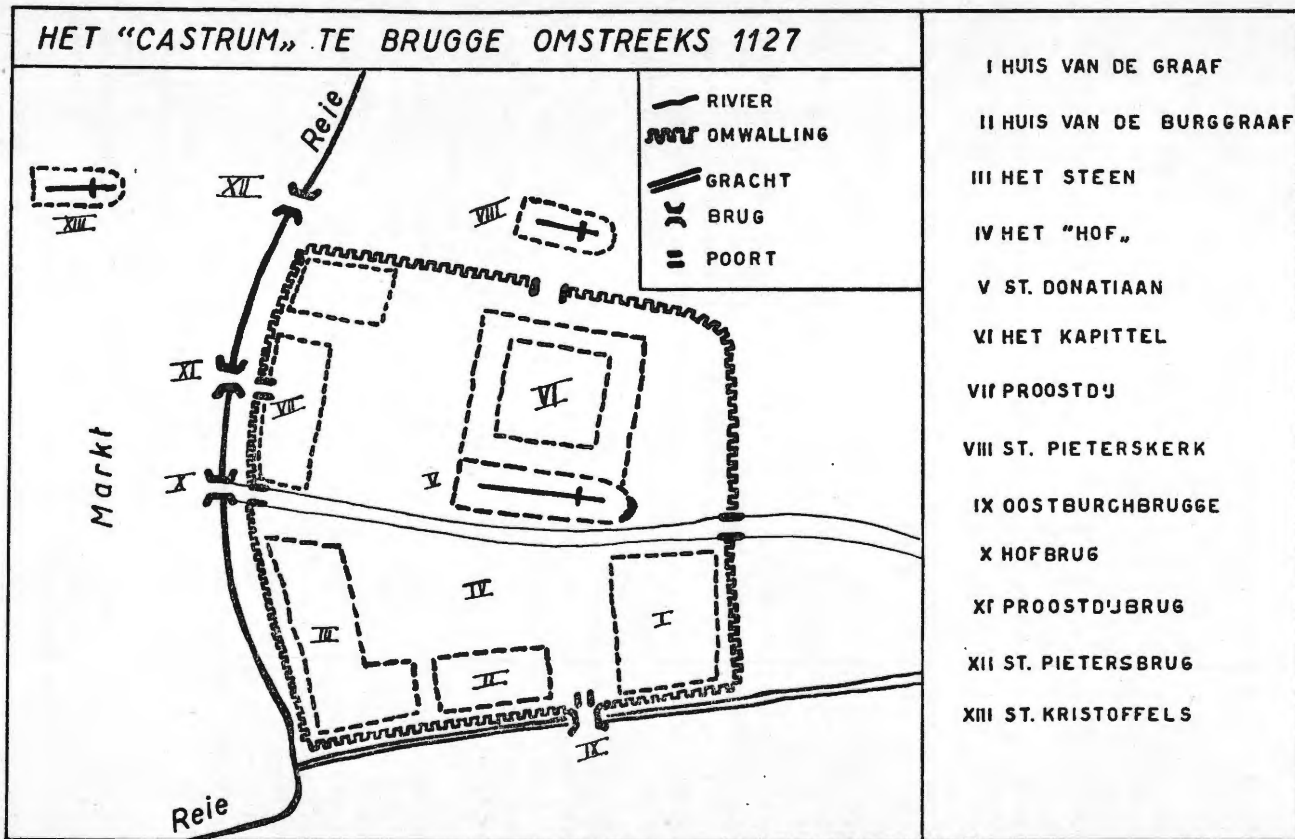 HET "CASTRUM„ TE BRUGGE OMSTREEKS 1127
RIVIER
OMWALLING
GRACHT
BRUG
POORT
Reie
XII
XIII
VIII
XI
VII
VI
Markt
X
V
IV
III
I
II
IX
Reie
I HUIS VAN DE GRAAF
II HUIS VAN DE BURGGRAAF
III HET STEEN
IV HET "HOF„
V ST. DONATIAAN
VI HET KAPITTEL
VII PROOSTDIJ
VIII ST. PIETERSKERK
IX OOSTBURCHBRUGGE
X HOFBRUG
XI PROOSTDIJBRUG
XII ST. PIETERSBRUG
XIII ST. KRISTOFFELS